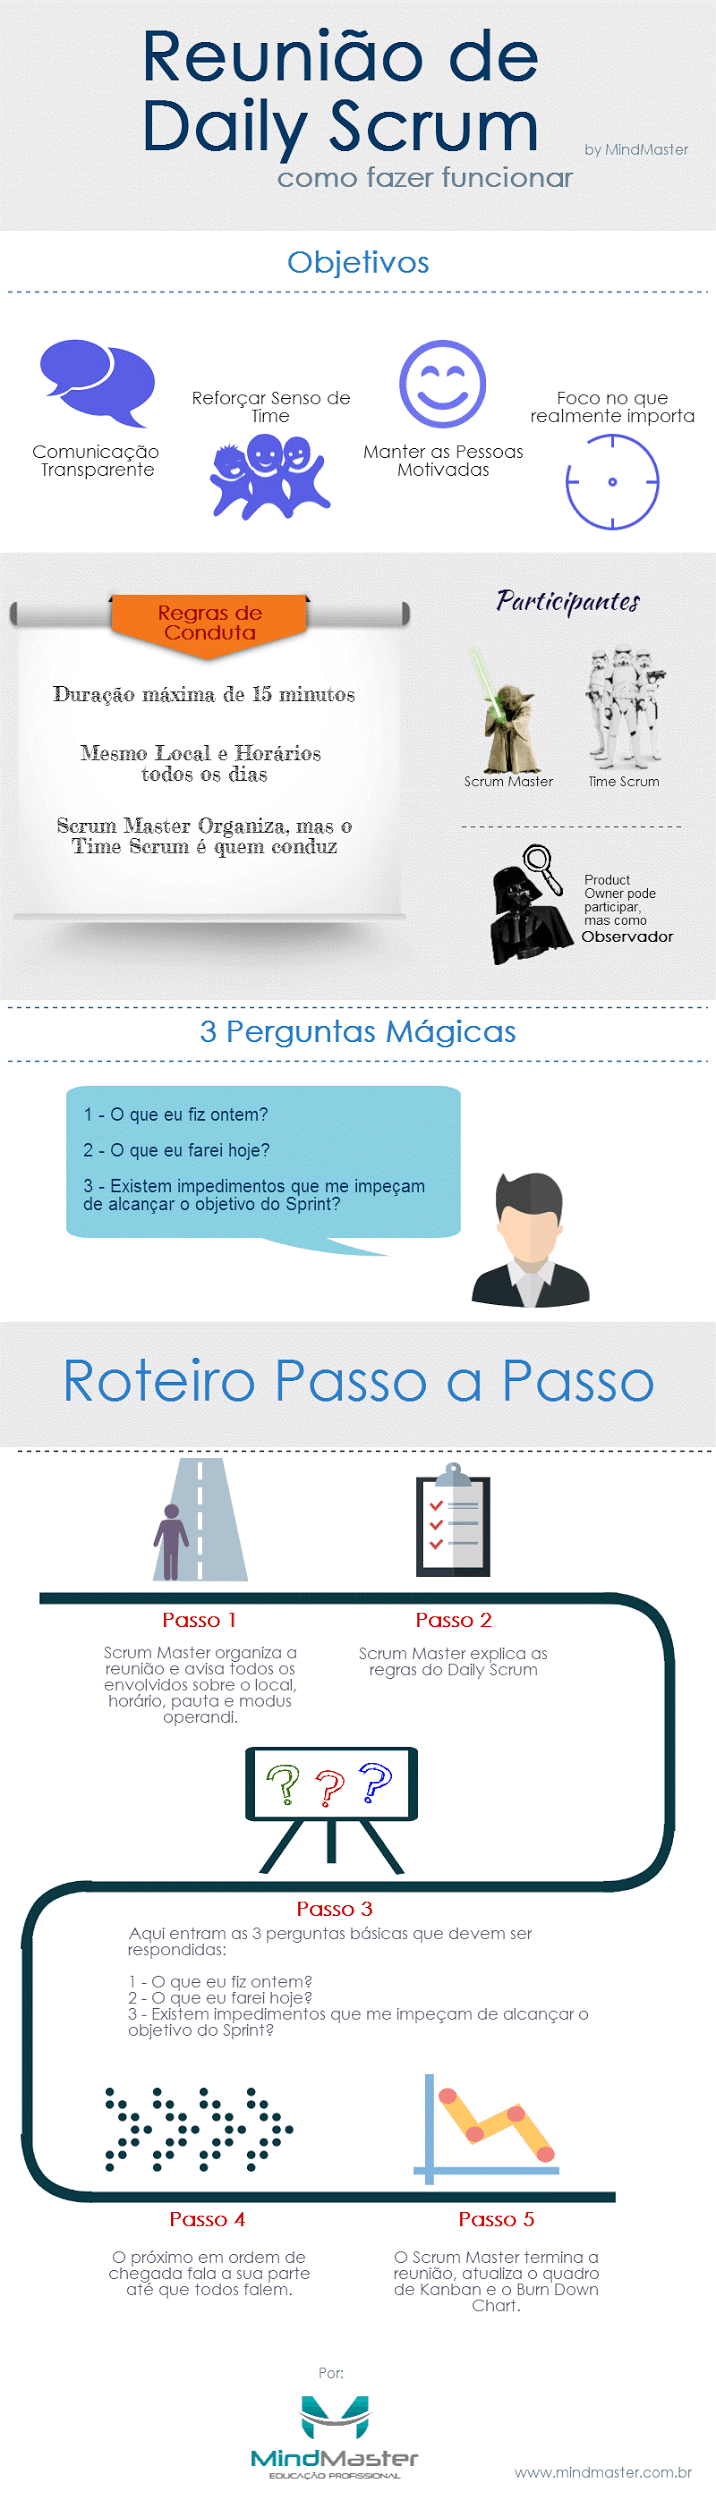 Reunião de
Daily Scrum
by MindMaster
como fazer funcionar
Objetivos
Comunicação
Transparente
Reforçar Senso de
Time
Manter as Pessoas
Motivadas
Foco no que
realmente importa
Regras de
Conduta
Duração máxima de 15 minutos
Mesmo Local e Horários
todos os dias
Scrum Master Organiza, mas o
Time Scrum é quem conduz
Participantes
Scrum Master
Time Scrum
Product
Owner pode
participar,
mas como
Observador
3 Perguntas Mágicas
1 - O que eu fiz ontem?
2 - O que eu farei hoje?
3 - Existem impedimentos que me impeçam
de alcançar o objetivo do Sprint?
Roteiro Passo a Passo
Passo 1
Scrum Master organiza a
reunião e avisa todos os
envolvidos sobre o local,
horário, pauta e modus
operandi.
Passo 2
Scrum Master explica as
regras do Daily Scrum
? ? ?
Passo 3
Aqui entram as 3 perguntas básicas que devem ser
respondidas:
1 - O que eu fiz ontem?
2 - O que eu farei hoje?
3 - Existem impedimentos que me impeçam de alcançar o
objetivo do Sprint?
Passo 4
O próximo em ordem de
chegada fala a sua parte
até que todos falem.
Passo 5
O Scrum Master termina a
reunião, atualiza o quadro
de Kanban e o Burn Down
Chart.
Por:
MindMaster
EDUCAÇÃO PROFISSIONAL
www.mindmaster.com.br